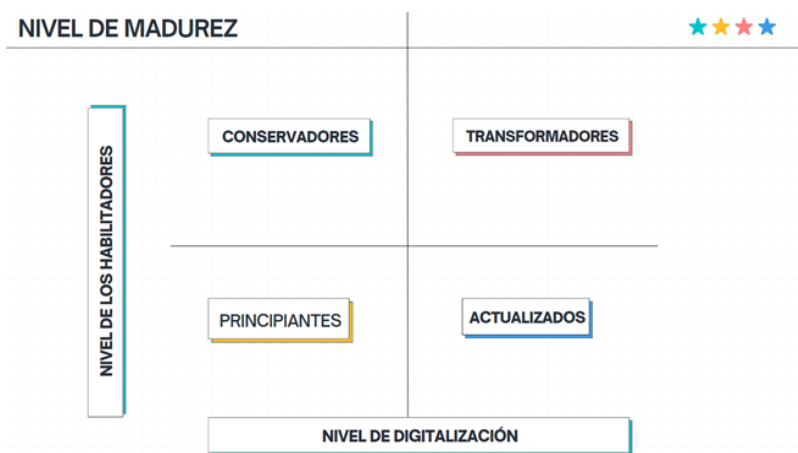 NIVEL DE MADUREZ
CONSERVADORES
TRANSFORMADORES
NIVEL DE LOS HABILITADORES
PRINCIPIANTES
ACTUALIZADOS
NIVEL DE DIGITALIZACIÓN